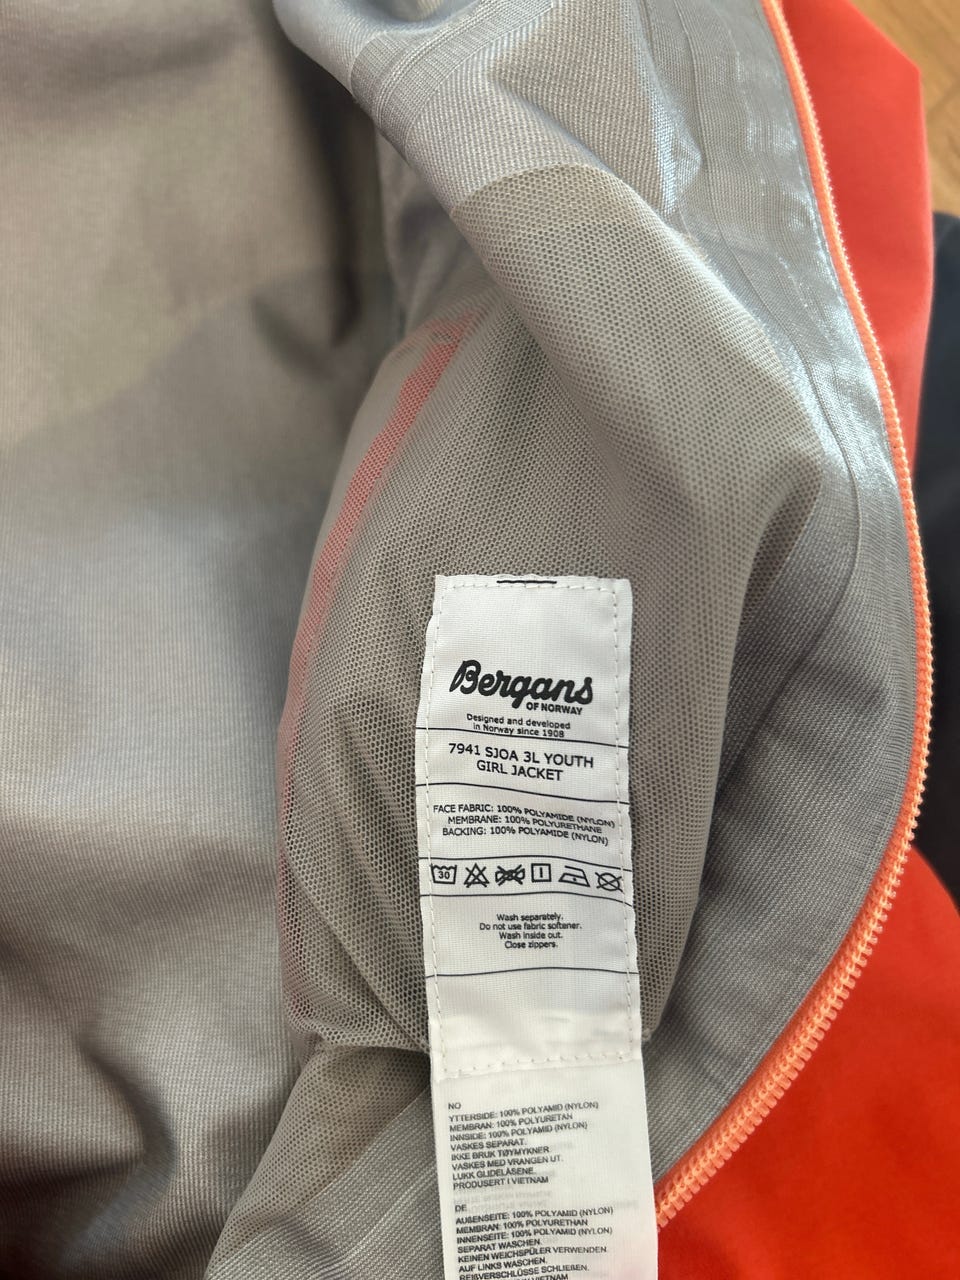 Bergans
OF NORWAY
Designed and developed
in Norway since 1908
7941 SJOA 3L YOUTH
GIRL JACKET
FACE FABRIC: 100% POLYAMIDE (NYLON)
MEMBRANE: 100% POLYURETHANE
BACKING: 100% POLYAMIDE (NYLON)
30
Wash separately.
Do not use fabric softener.
Wash inside out.
Close zippers.
NO
YTTERSIDE: 100% POLYAMID (NYLON)
MEMBRAN: 100% POLYURETAN
INNSIDE: 100% POLYAMID (NYLON)
VASKES SEPARAT.
IKKE BRUK TØYMYKNER.
VASKES MED VRANGEN UT.
LUKK GLIDELÅSENE.
PRODUSERT I VIETNAM
DE
AUßENSEITE: 100% POLYAMID (NYLON)
MEMBRAN: 100% POLYURETHAN
INNENSEITE: 100% POLYAMID (NYLON)
SEPARAT WASCHEN.
KEINEN WEICHSPÜLER VERWENDEN.
AUF LINKS WASCHEN.
REIßVERSCHLÜSSE SCHLIEßEN.
VIETNAM